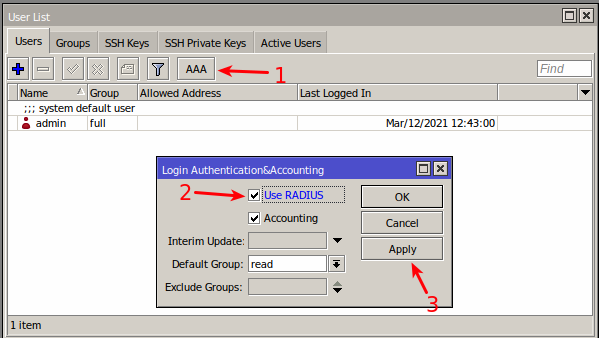 User List
Users Groups SSH Keys SSH Private Keys Active Users
AAA 1 Find
Name Group Allowed Address Last Logged In
;;; system default user
admin full Mar/12/2021 12:43:00
Login Authentication&Accounting
2 Use RADIUS OK
Accounting Cancel
Interim Update: Apply
Default Group: read
Exclude Groups: 3
1 item